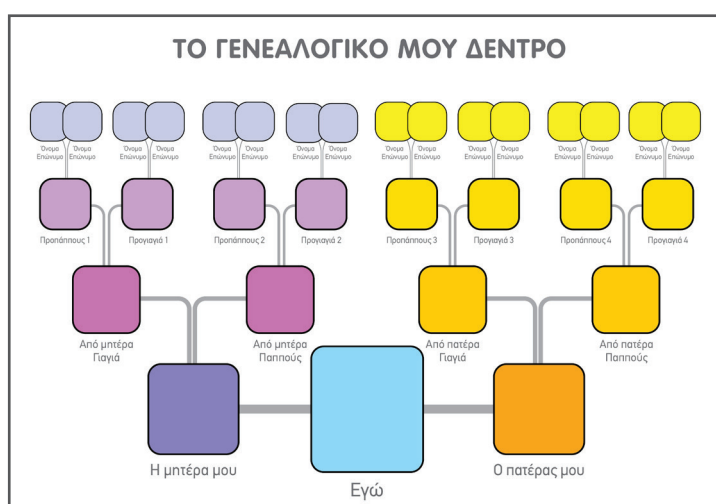 ΤΟ ΓΕΝΕΑΛΟΓΙΚΟ ΜΟΥ ΔΕΝΤΡΟ
Όνομα Όνομα Όνομα Όνομα Όνομα Όνομα Όνομα Όνομα Όνομα Όνομα Όνομα Όνομα Όνομα Όνομα Όνομα Όνομα
Επώνυμο Επώνυμο Επώνυμο Επώνυμο Επώνυμο Επώνυμο Επώνυμο Επώνυμο Επώνυμο Επώνυμο Επώνυμο Επώνυμο Επώνυμο Επώνυμο Επώνυμο Επώνυμο
Προπάππους 1 Προγιαγιά 1 Προπάππους 2 Προγιαγιά 2 Προπάππους 3 Προγιαγιά 3 Προπάππους 4 Προγιαγιά 4
Από μητέρα Από μητέρα Από πατέρα Από πατέρα
Γιαγιά Παππούς Γιαγιά Παππούς
Η μητέρα μου Ο πατέρας μου
Εγώ